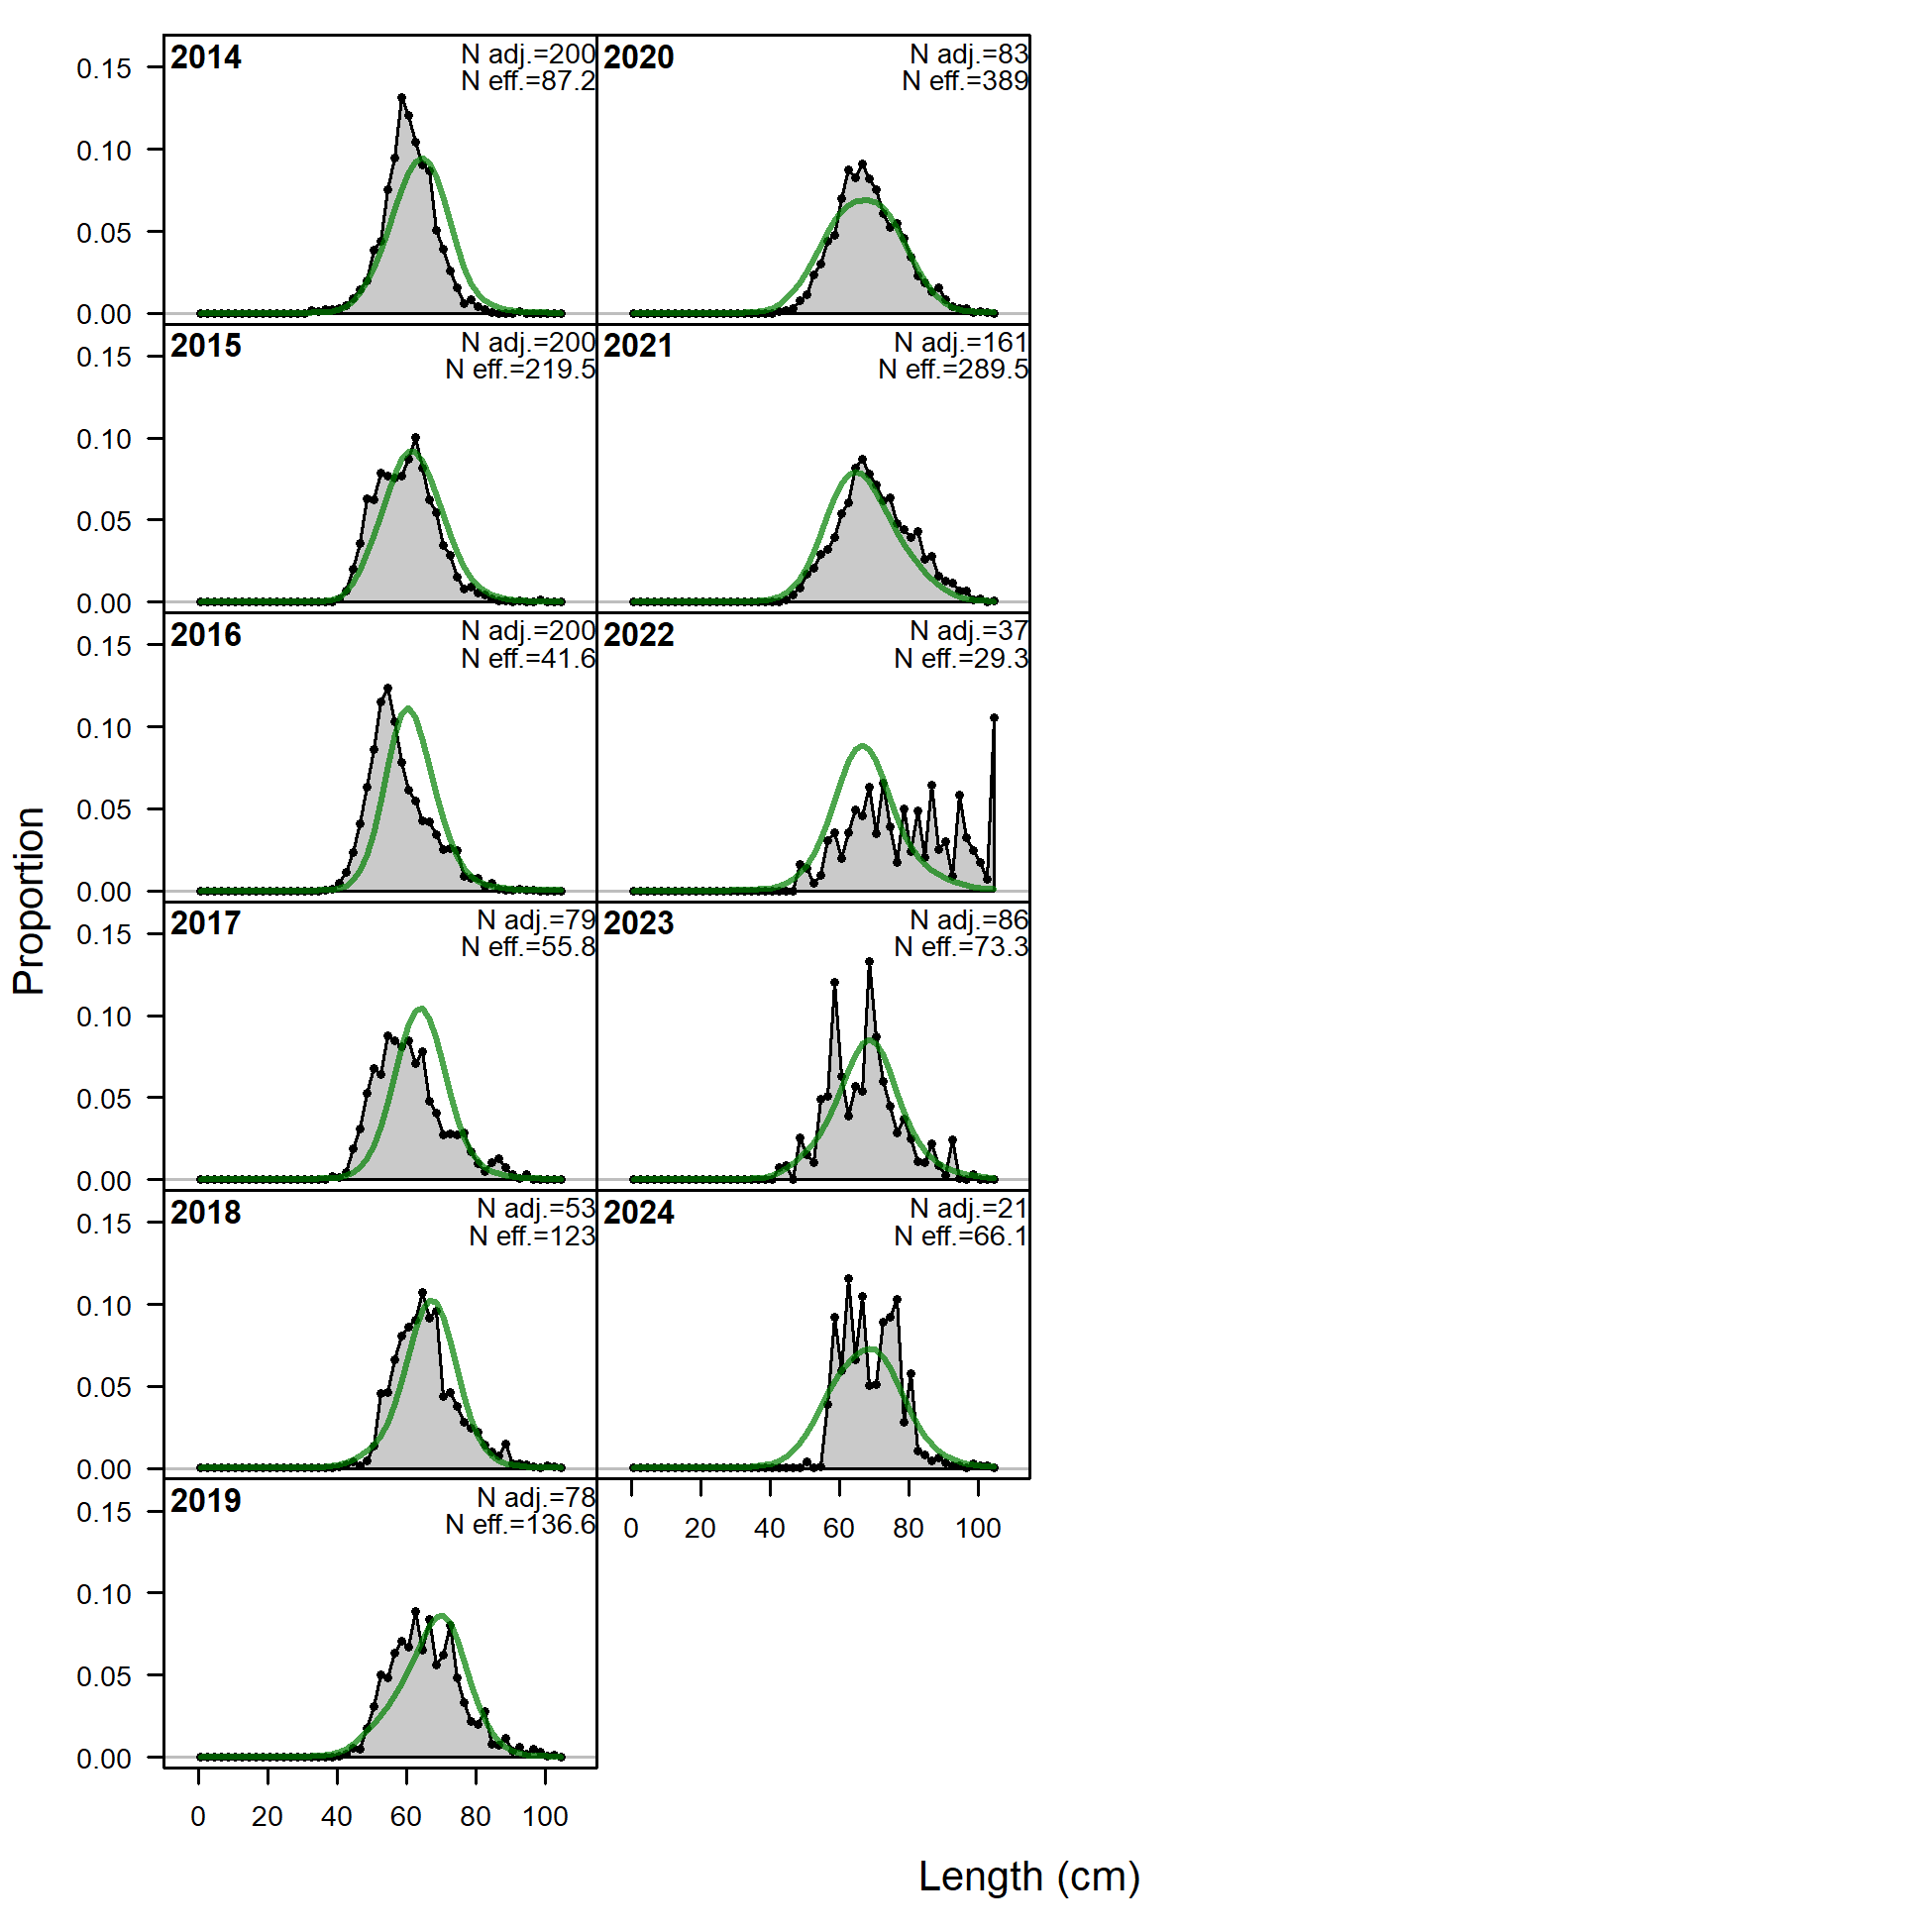 Proportion
2014
N adj.=200
N eff.=87.2
0.15
0.10
0.05
0.00
2015
N adj.=200
N eff.=219.5
0.15
0.10
0.05
0.00
2016
N adj.=200
N eff.=41.6
0.15
0.10
0.05
0.00
2017
N adj.=79
N eff.=55.8
0.15
0.10
0.05
0.00
2018
N adj.=53
N eff.=123
0.15
0.10
0.05
0.00
2019
N adj.=78
N eff.=136.6
0.15
0.10
0.05
0.00
0 20 40 60 80 100
2020
N adj.=83
N eff.=389
2021
N adj.=161
N eff.=289.5
2022
N adj.=37
N eff.=29.3
2023
N adj.=86
N eff.=73.3
2024
N adj.=21
N eff.=66.1
0 20 40 60 80 100
Length (cm)